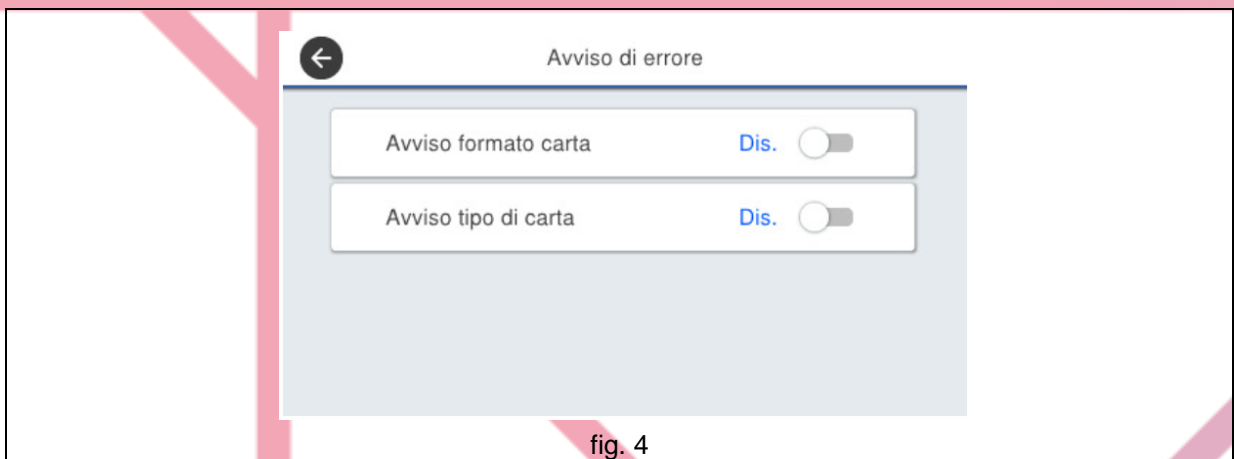 Avviso di errore
Avviso formato carta Dis.
Avviso tipo di carta Dis.
fig. 4